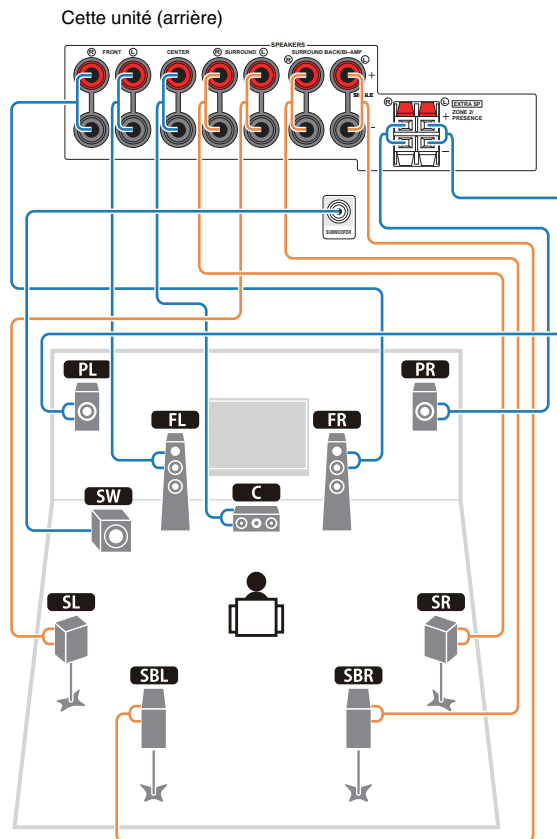 Cette unité (arrière)
SPEAKERS
R FRONT L
CENTER
R SURROUND L
SURROUND BACK/BI–AMP
R L
+
SINGLE
–
R L
EXTRA SP
+ ZONE 2/
PRESENCE
–
SUBWOOFER
PL
PR
FL
FR
SW
C
SL
SR
SBL
SBR